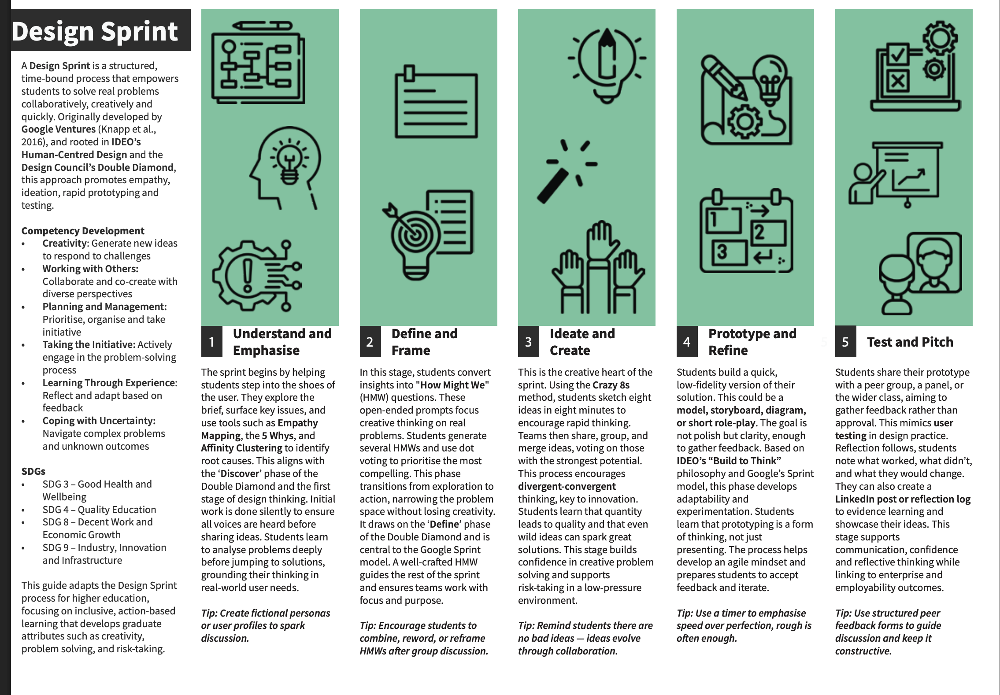 Design Sprint
A Design Sprint is a structured,
time-bound process that empowers
students to solve real problems
collaboratively, creatively and
quickly. Originally developed by
Google Ventures (Knapp et al.,
2016), and rooted in IDEO’s
Human-Centred Design and the
Design Council’s Double Diamond,
this approach promotes empathy,
ideation, rapid prototyping and
testing.
Competency Development
• Creativity: Generate new ideas
to respond to challenges
• Working with Others:
Collaborate and co-create with
diverse perspectives
• Planning and Management:
Prioritise, organise and take
initiative
• Taking the Initiative: Actively
engage in the problem-solving
process
• Learning Through Experience:
Reflect and adapt based on
feedback
• Coping with Uncertainty:
Navigate complex problems
and unknown outcomes
SDGs
• SDG 3 – Good Health and
Wellbeing
• SDG 4 – Quality Education
• SDG 8 – Decent Work and
Economic Growth
• SDG 9 – Industry, Innovation
and Infrastructure
This guide adapts the Design Sprint
process for higher education,
focusing on inclusive, action-based
learning that develops graduate
attributes such as creativity,
problem solving, and risk-taking.
1
Understand and
Emphasise
The sprint begins by helping
students step into the shoes of
the user. They explore the
brief, surface key issues, and
use tools such as Empathy
Mapping, the 5 Whys, and
Affinity Clustering to identify
root causes. This aligns with
the ‘Discover’ phase of the
Double Diamond and the first
stage of design thinking. Initial
work is done silently to ensure
all voices are heard before
sharing ideas. Students learn
to analyse problems deeply
before jumping to solutions,
grounding their thinking in
real-world user needs.
Tip: Create fictional personas
or user profiles to spark
discussion.
2
Define and
Frame
In this stage, students convert
insights into "How Might We"
(HMW) questions. These
open-ended prompts focus
creative thinking on real
problems. Students generate
several HMWs and use dot
voting to prioritise the most
compelling. This phase
transitions from exploration to
action, narrowing the problem
space without losing creativity.
It draws on the ‘Define’ phase
of the Double Diamond and is
central to the Google Sprint
model. A well-crafted HMW
guides the rest of the sprint
and ensures teams work with
focus and purpose.
Tip: Encourage students to
combine, reword, or reframe
HMWs after group discussion.
3
Ideate and
Create
This is the creative heart of the
sprint. Using the Crazy 8s
method, students sketch eight
ideas in eight minutes to
encourage rapid thinking.
Teams then share, group, and
merge ideas, voting on those
with the strongest potential.
This process encourages
divergent-convergent
thinking, key to innovation.
Students learn that quantity
leads to quality and that even
wild ideas can spark great
solutions. This stage builds
confidence in creative problem
solving and supports
risk-taking in a low-pressure
environment.
Tip: Remind students there are
no bad ideas — ideas evolve
through collaboration.
1
2
3
4
Prototype and
Refine
Students build a quick,
low-fidelity version of their
solution. This could be a
model, storyboard, diagram,
or short role-play. The goal is
not polish but clarity, enough
to gather feedback. Based on
IDEO’s “Build to Think”
philosophy and Google’s Sprint
model, this phase develops
adaptability and
experimentation. Students
learn that prototyping is a form
of thinking, not just
presenting. The process helps
develop an agile mindset and
prepares students to accept
feedback and iterate.
Tip: Use a timer to emphasise
speed over perfection, rough is
often enough.
5
5
Test and Pitch
Students share their prototype
with a peer group, a panel, or
the wider class, aiming to
gather feedback rather than
approval. This mimics user
testing in design practice.
Reflection follows, students
note what worked, what didn’t,
and what they would change.
They can also create a
LinkedIn post or reflection log
to evidence learning and
showcase their ideas. This
stage supports
communication, confidence
and reflective thinking while
linking to enterprise and
employability outcomes.
Tip: Use structured peer
feedback forms to guide
discussion and keep it
constructive.